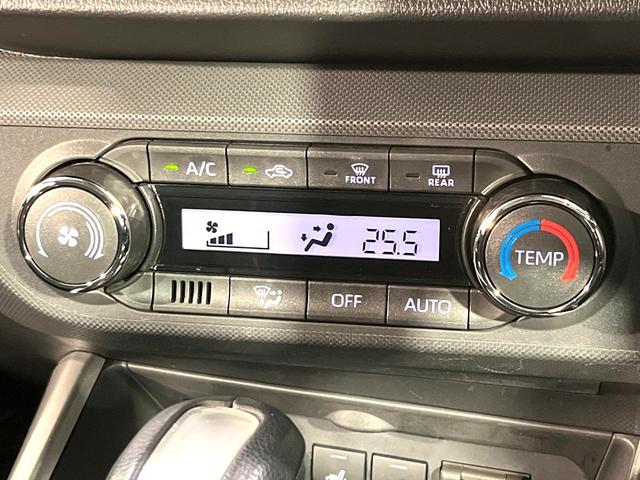 A/C
FRONT
REAR
25.5
TEMP
OFF
AUTO